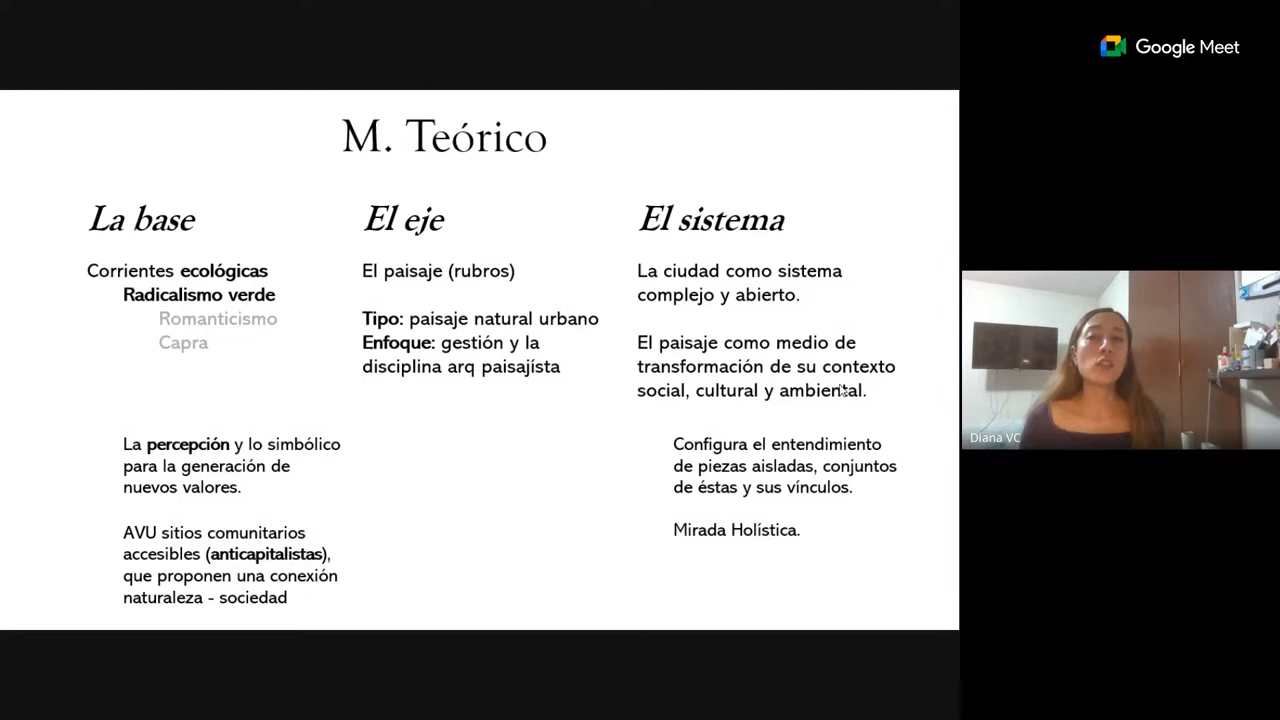 Google Meet
M. Teórico
La base
Corrientes ecológicas
Radicalismo verde
Romanticismo
Capra
La percepción y lo simbólico
para la generación de
nuevos valores.
AVU sitios comunitarios
accesibles (anticapitalistas),
que proponen una conexión
naturaleza - sociedad
El eje
El paisaje (rubros)
Tipo: paisaje natural urbano
Enfoque: gestión y la
disciplina arq paisajísta
El sistema
La ciudad como sistema
complejo y abierto.
El paisaje como medio de
transformación de su contexto
social, cultural y ambiental.
Configura el entendimiento
de piezas aisladas, conjuntos
de éstas y sus vínculos.
Mirada Holística.
Diana VC